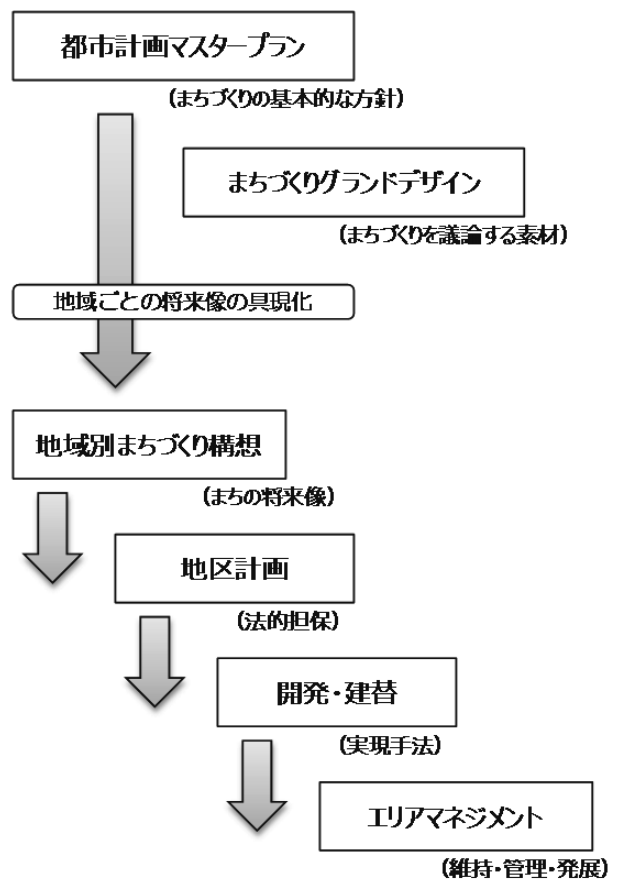 都市計画マスタープラン
(まちづくりの基本的な方針)
まちづくりグランドデザイン
(まちづくりを議論する素材)
地域ごとの将来像の具現化
地域別まちづくり構想
(まちの将来像)
地区計画
(法的担保)
開発・建替
(実現手法)
エリアマネジメント
(維持・管理・発展)